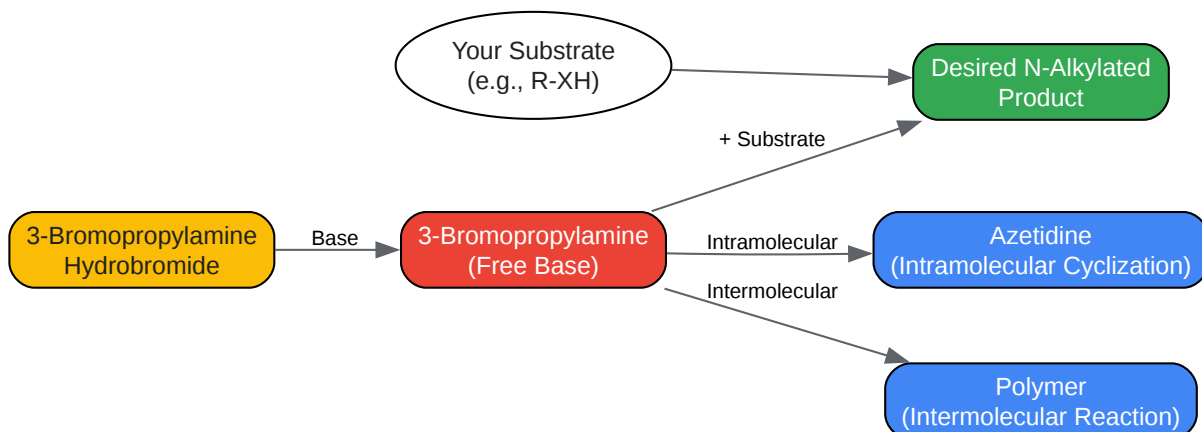 Your Substrate
(e.g., R-XH)
Desired N-Alkylated
Product
+ Substrate
3-Bromopropylamine
Hydrobromide
Base
3-Bromopropylamine
(Free Base)
Intramolecular
Azetidine
(Intramolecular Cyclization)
Intermolecular
Polymer
(Intermolecular Reaction)